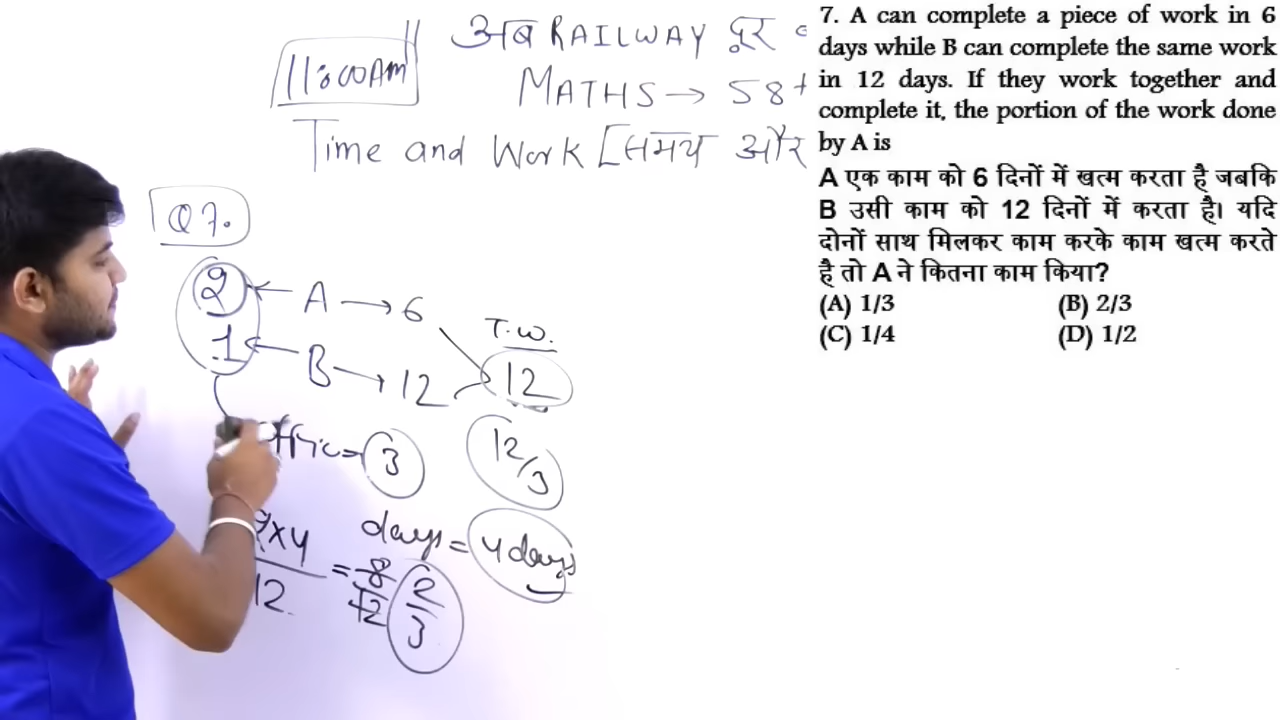 11:00AM
अब RAILWAY दूर
MATHS → 58+
Time and Work [समय और
Q 7.
2 ← A → 6
1 ← B → 12
T.W.
12
= 3
12/3
days = 4 days
2x4/12 = 8/12 2/3
7. A can complete a piece of work in 6
days while B can complete the same work
in 12 days. If they work together and
complete it, the portion of the work done
by A is
A एक काम को 6 दिनों में खत्म करता है जबकि
B उसी काम को 12 दिनों में करता है। यदि
दोनों साथ मिलकर काम करके काम खत्म करते
है तो A ने कितना काम किया?
(A) 1/3 (B) 2/3
(C) 1/4 (D) 1/2